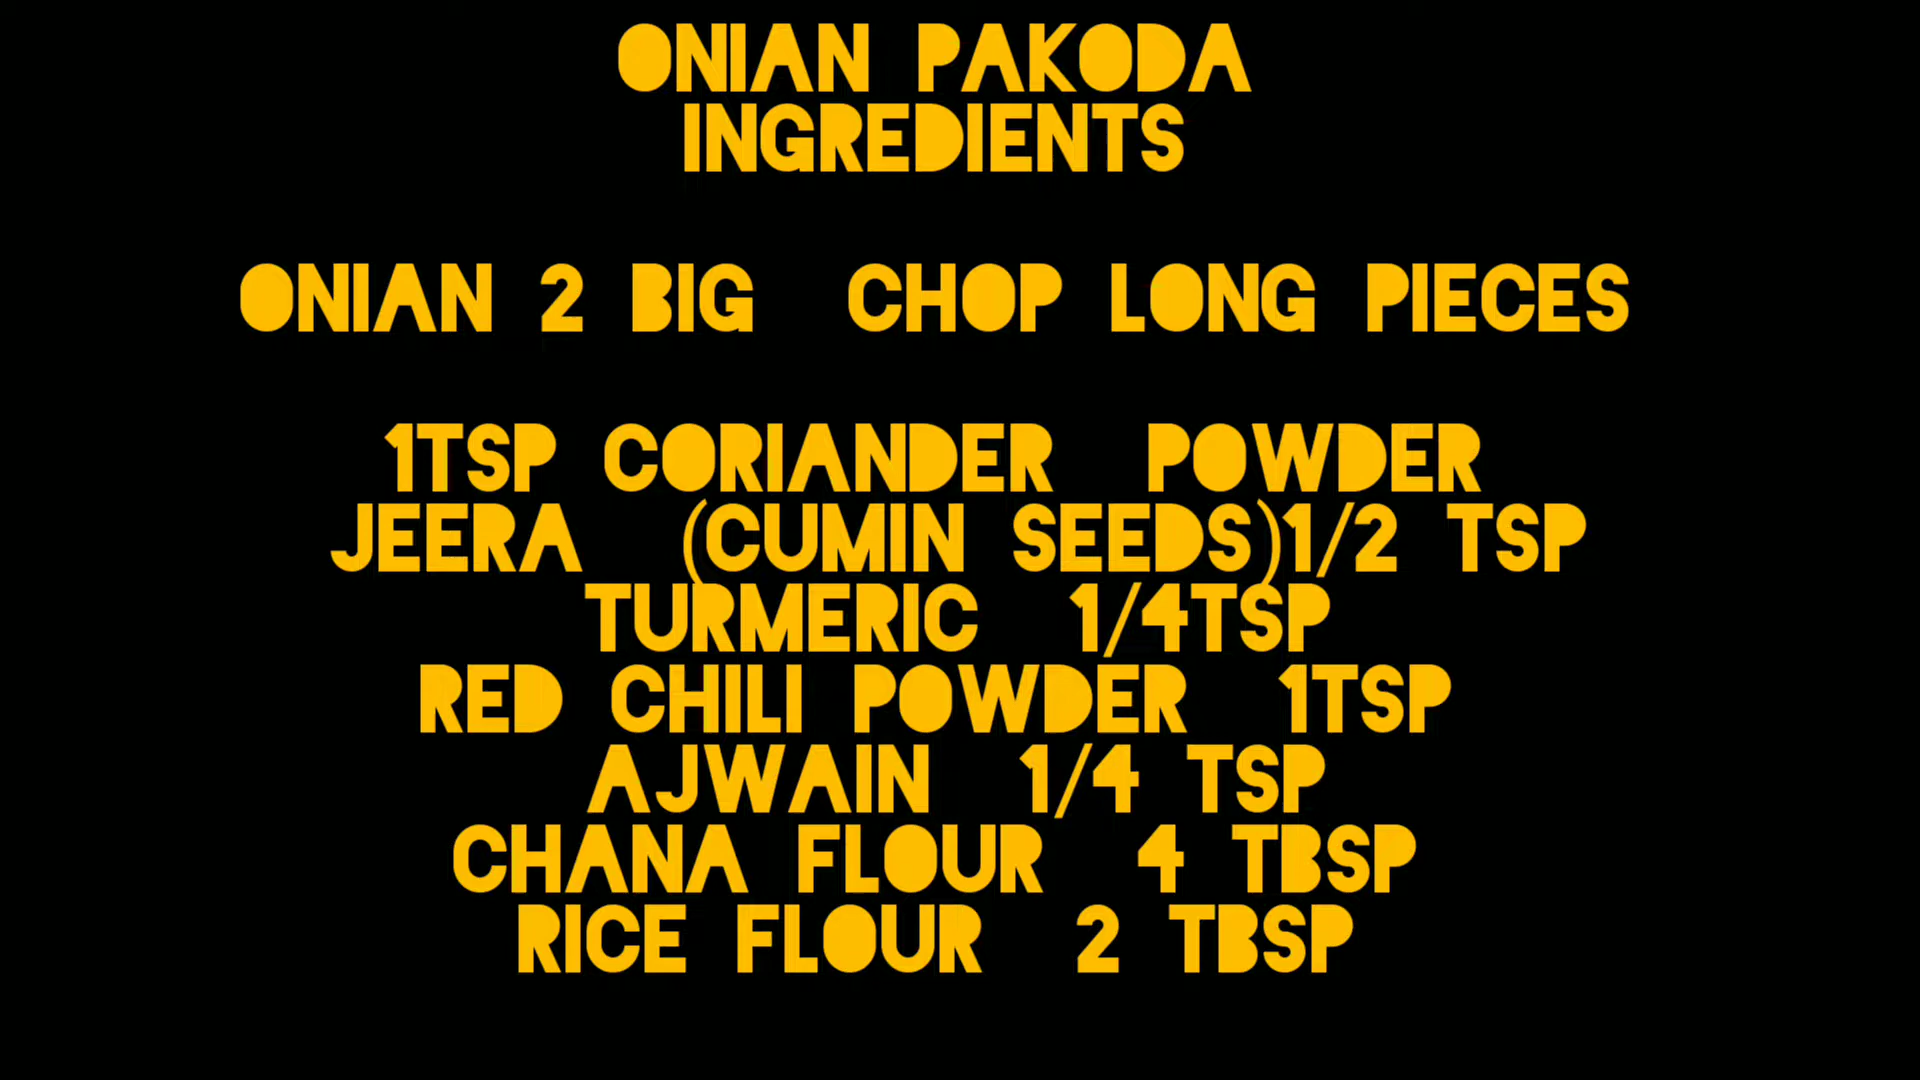 ONIAN PAKODA
INGREDIENTS
ONIAN 2 BIG CHOP LONG PIECES
1TSP CORIANDER POWDER
JEERA (CUMIN SEEDS)1/2 TSP
TURMERIC 1/4TSP
RED CHILI POWDER 1TSP
AJWAIN 1/4 TSP
CHANA FLOUR 4 TBSP
RICE FLOUR 2 TBSP